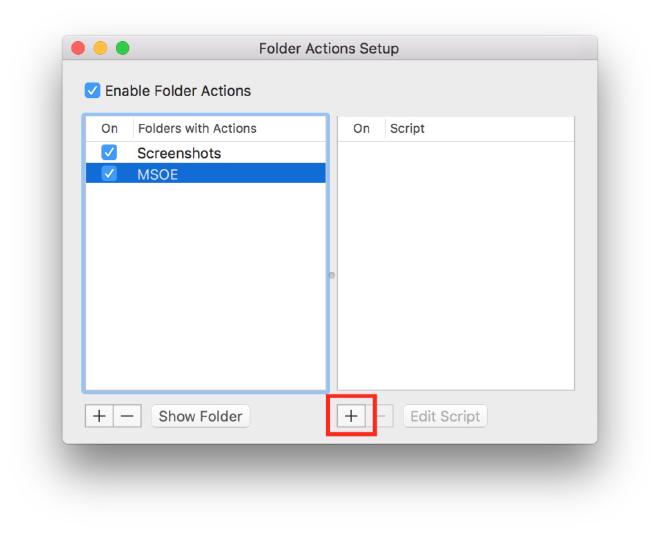 Folder Actions Setup
Enable Folder Actions
On Folders with Actions
Screenshots
MSOE
On Script
+ − Show Folder
+ − Edit Script